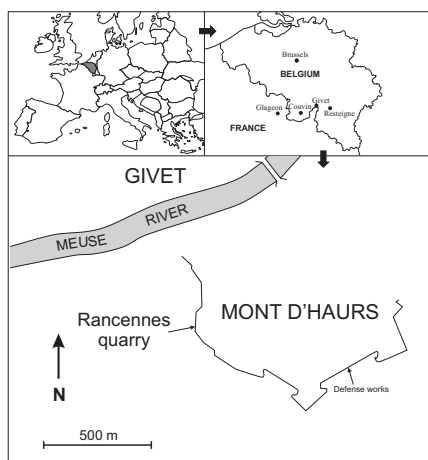 Brussels
BELGIUM
Glageon
Couvin
Givet
Resteigne
FRANCE
GIVET
MEUSE RIVER
MONT D'HAURS
Rancennes
quarry
N
Defense works
500 m